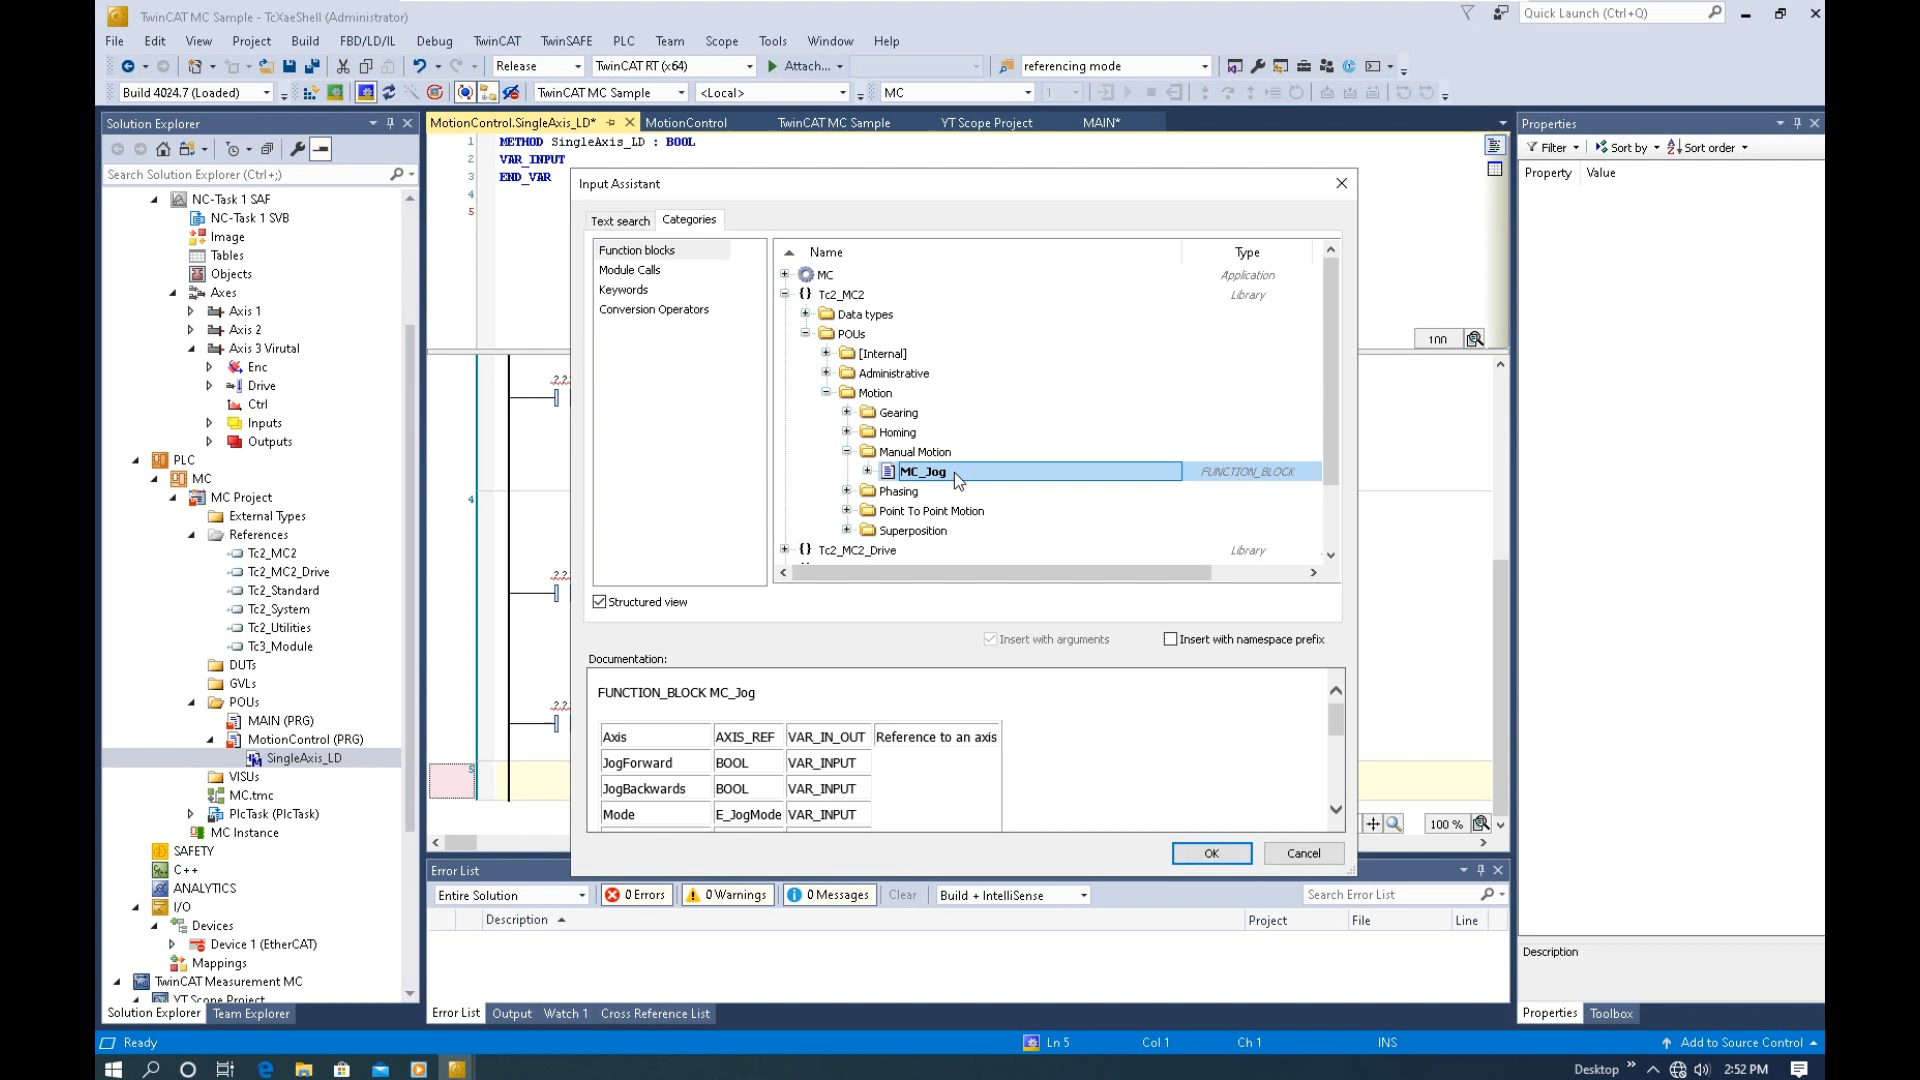 TwinCAT MC Sample - TcXaeShell (Administrator)
Quick Launch (Ctrl+Q)
File Edit View Project Build FBD/LD/IL Debug TwinCAT TwinSAFE PLC Team Scope Tools Window Help
Release TwinCAT RT (x64) Attach... referencing mode
Build 4024.7 (Loaded) TwinCAT MC Sample <Local> MC 1
Solution Explorer
Search Solution Explorer (Ctrl+;)
NC-Task 1 SAF
NC-Task 1 SVB
Image
Tables
Objects
Axes
Axis 1
Axis 2
Axis 3 Virutal
Enc
Drive
Ctrl
Inputs
Outputs
PLC
MC
MC Project
External Types
References
Tc2_MC2
Tc2_MC2_Drive
Tc2_Standard
Tc2_System
Tc2_Utilities
Tc3_Module
DUTs
GVLs
POUs
MAIN (PRG)
MotionControl (PRG)
SingleAxis_LD
VISUs
MC.tmc
PlcTask (PlcTask)
MC Instance
SAFETY
C++
ANALYTICS
I/O
Devices
Device 1 (EtherCAT)
Mappings
TwinCAT Measurement MC
YT Scope Project
Solution Explorer Team Explorer
MotionControl.SingleAxis_LD* MotionControl TwinCAT MC Sample YT Scope Project MAIN*
1 METHOD SingleAxis_LD : BOOL
2 VAR_INPUT
3 END_VAR
4
5
100
4
5
100 %
Input Assistant
Text search Categories
Function blocks
Module Calls
Keywords
Conversion Operators
Name Type
MC Application
Tc2_MC2 Library
Data types
POUs
[Internal]
Administrative
Motion
Gearing
Homing
Manual Motion
MC_Jog FUNCTION_BLOCK
Phasing
Point To Point Motion
Superposition
Tc2_MC2_Drive Library
Structured view
Insert with arguments Insert with namespace prefix
Documentation:
FUNCTION_BLOCK MC_Jog
Axis AXIS_REF VAR_IN_OUT Reference to an axis
JogForward BOOL VAR_INPUT
JogBackwards BOOL VAR_INPUT
Mode E_JogMode VAR_INPUT
OK Cancel
Error List
Entire Solution 0 Errors 0 Warnings 0 Messages Clear Build + IntelliSense Search Error List
Description Project File Line
Error List Output Watch 1 Cross Reference List
Properties
Filter Sort by Sort order
Property Value
Description
Properties Toolbox
Ready Ln 5 Col 1 Ch 1 INS Add to Source Control
Desktop 2:52 PM